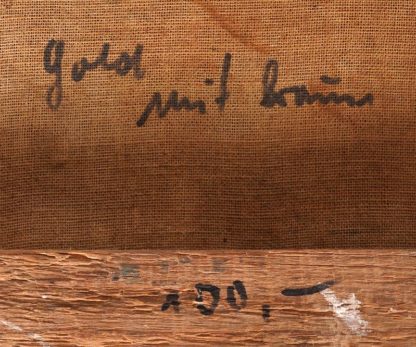 Gold
mit braun
100,—